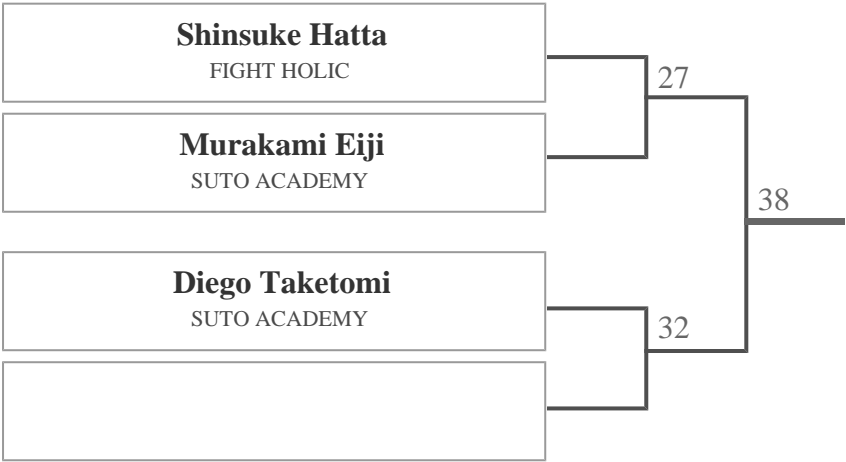 Shinsuke Hatta
FIGHT HOLIC
27
Murakami Eiji
SUTO ACADEMY
38
Diego Taketomi
SUTO ACADEMY
32